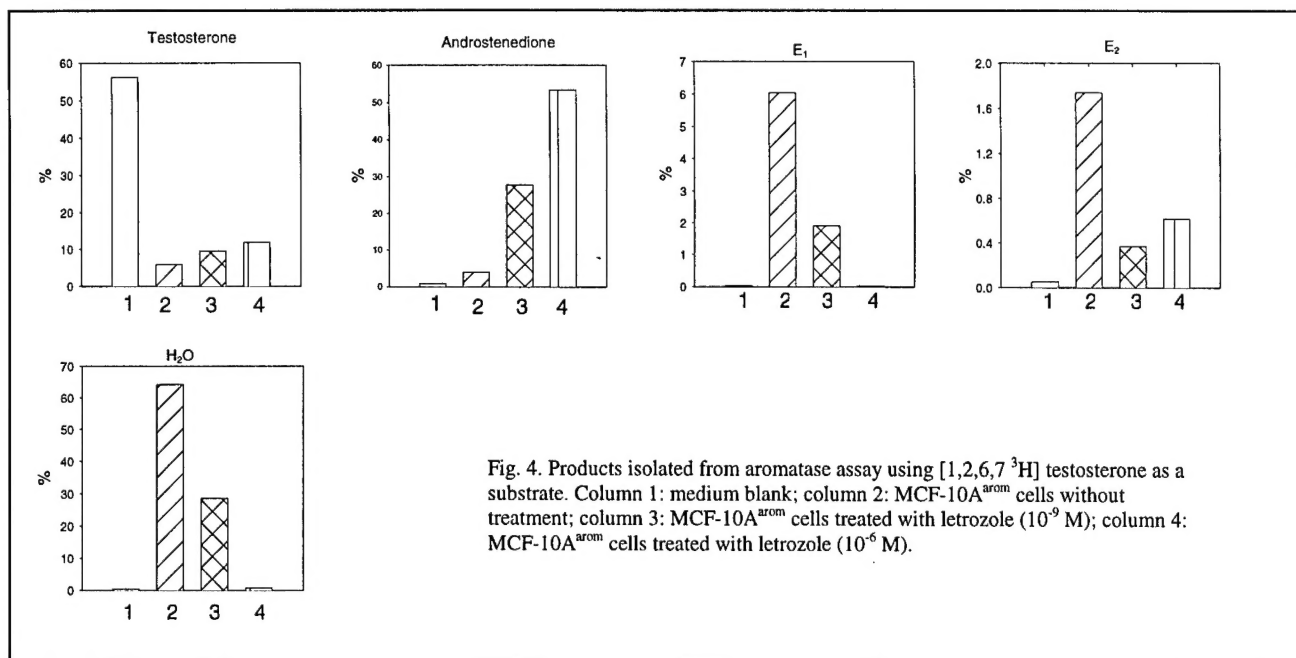 Testosterone
60
50
40
30
20
10
0
%
1 2 3 4
Androstenedione
60
50
40
30
20
10
0
%
1 2 3 4
E₁
7
6
5
4
3
2
1
0
%
1 2 3 4
E₂
2.0
1.6
1.2
0.8
0.4
0.0
%
1 2 3 4
H₂O
70
60
50
40
30
20
10
0
%
1 2 3 4
Fig. 4. Products isolated from aromatase assay using [1,2,6,7 ³H] testosterone as a
substrate. Column 1: medium blank; column 2: MCF-10Aᵃʳᵒᵐ cells without
treatment; column 3: MCF-10Aᵃʳᵒᵐ cells treated with letrozole (10⁻⁹ M); column 4:
MCF-10Aᵃʳᵒᵐ cells treated with letrozole (10⁻⁶ M).